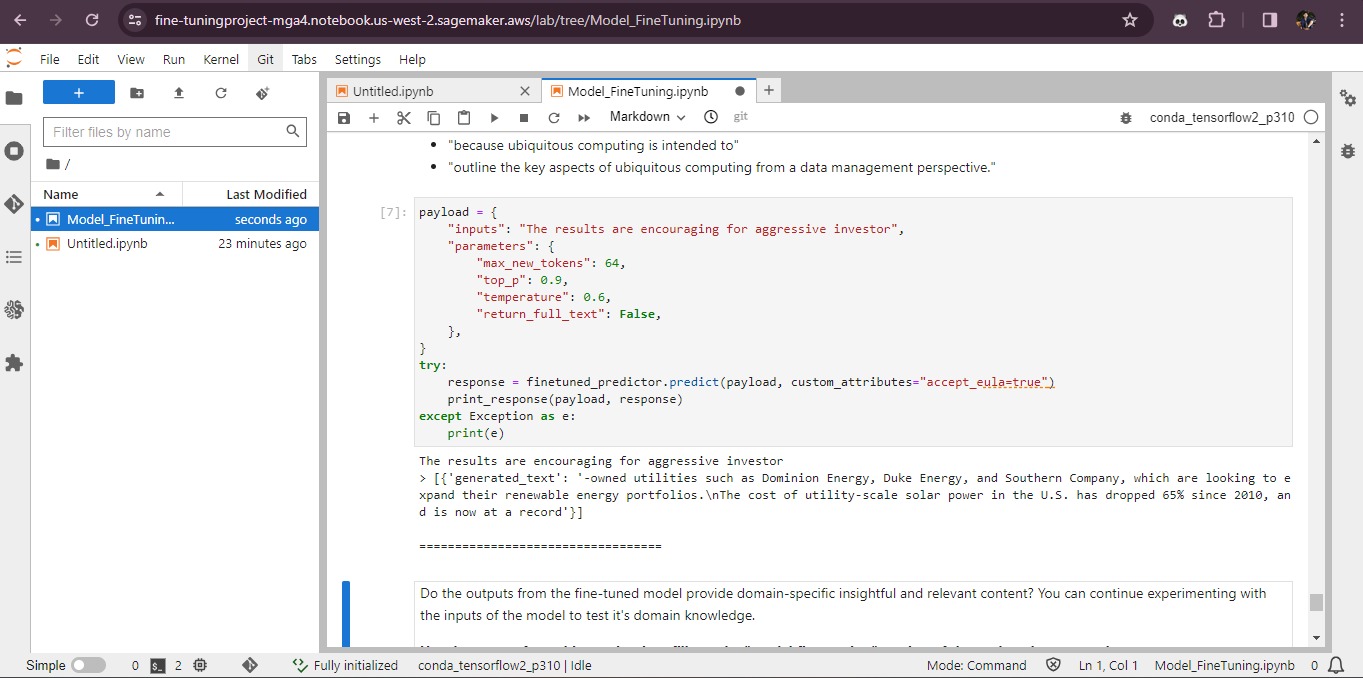 fine-tuningproject-mga4.notebook.us-west-2.sagemaker.aws/lab/tree/Model_FineTuning.ipynb
File Edit View Run Kernel Git Tabs Settings Help
+
Filter files by name
/
Name Last Modified
Model_FineTunin... seconds ago
Untitled.ipynb 23 minutes ago
Untitled.ipynb Model_FineTuning.ipynb
Markdown git conda_tensorflow2_p310
• "because ubiquitous computing is intended to"
• "outline the key aspects of ubiquitous computing from a data management perspective."
[7]: payload = {
"inputs": "The results are encouraging for aggressive investor",
"parameters": {
"max_new_tokens": 64,
"top_p": 0.9,
"temperature": 0.6,
"return_full_text": False,
},
}
try:
response = finetuned_predictor.predict(payload, custom_attributes="accept_eula=true")
print_response(payload, response)
except Exception as e:
print(e)
The results are encouraging for aggressive investor
> [{'generated_text': '-owned utilities such as Dominion Energy, Duke Energy, and Southern Company, which are looking to e
xpand their renewable energy portfolios.\nThe cost of utility-scale solar power in the U.S. has dropped 65% since 2010, an
d is now at a record'}]
==================================
Do the outputs from the fine-tuned model provide domain-specific insightful and relevant content? You can continue experimenting with
the inputs of the model to test it's domain knowledge.
Simple 0 2 Fully initialized conda_tensorflow2_p310 | Idle Mode: Command Ln 1, Col 1 Model_FineTuning.ipynb 0